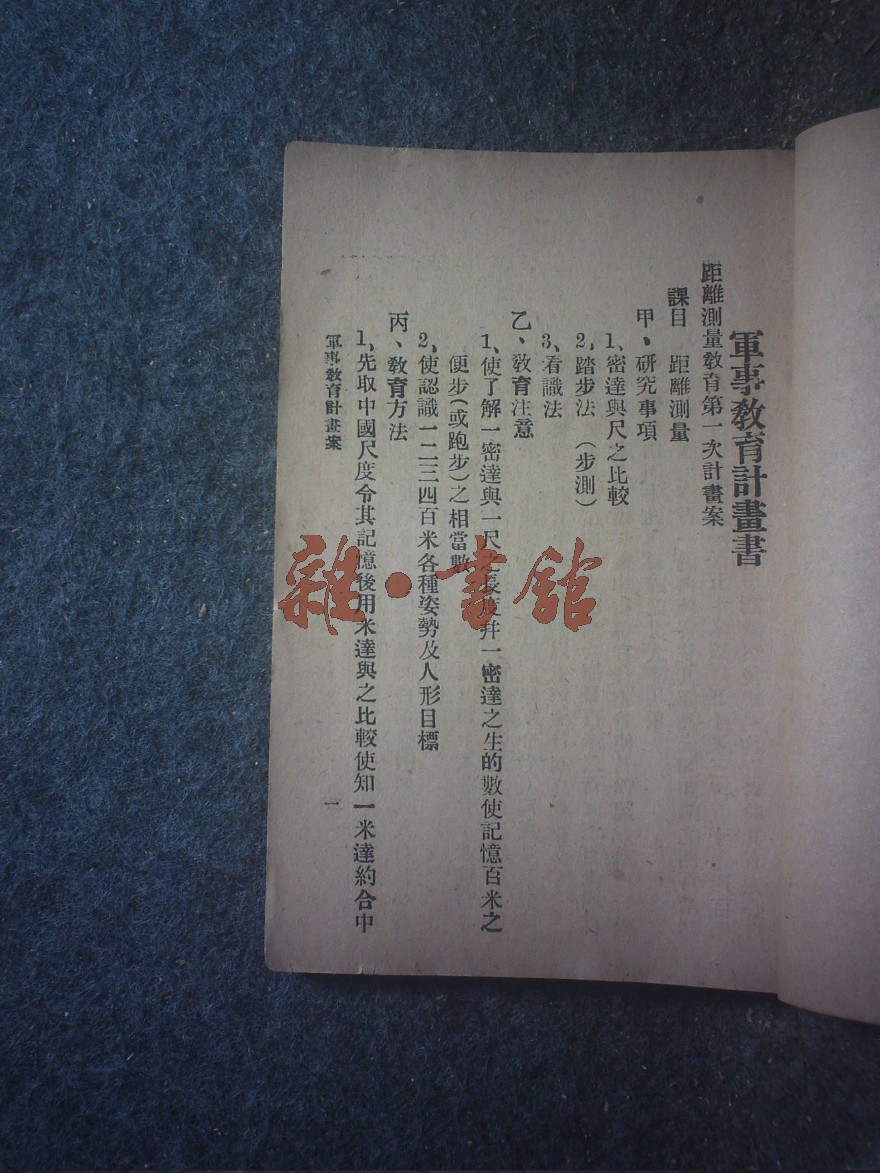 軍事敎育計畫書
距離測量敎育第一次計畫案
課目　距離測量
甲、研究事項
1、密達與尺之比較
2、踏步法（步測）
3、看識法
乙、敎育注意
1、使了解一密達與一尺之長度幷一密達之生的數使記憶百米之
便步（或跑步）之相當數
2、使認識一二三四百米各種姿勢及人形目標
丙、敎育方法
1、先取中國尺度令其記憶後用米達與之比較使知一米達約合中
軍事敎育計畫案
一
雜·書館